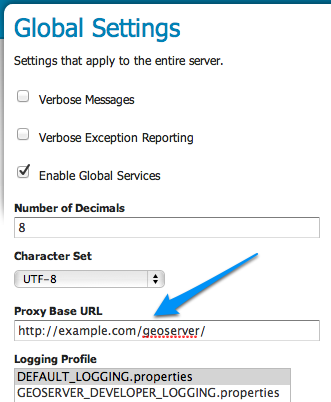 Global Settings
Settings that apply to the entire server.
Verbose Messages
Verbose Exception Reporting
Enable Global Services
Number of Decimals
8
Character Set
UTF-8
Proxy Base URL
http://example.com/geoserver/
Logging Profile
DEFAULT_LOGGING.properties
GEOSERVER_DEVELOPER_LOGGING.properties